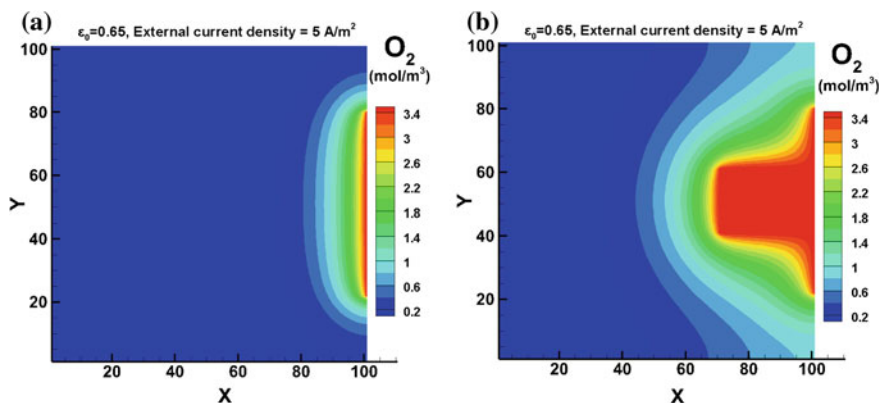 (a)
ε₀=0.65, External current density = 5 A/m²
O₂
(mol/m³)
3.4
3
2.6
2.2
1.8
1.4
1
0.6
0.2
100
80
60
40
20
Y
20 40 60 80 100
X
(b)
ε₀=0.65, External current density = 5 A/m²
O₂
(mol/m³)
3.4
3
2.6
2.2
1.8
1.4
1
0.6
0.2
100
80
60
40
20
Y
20 40 60 80 100
X